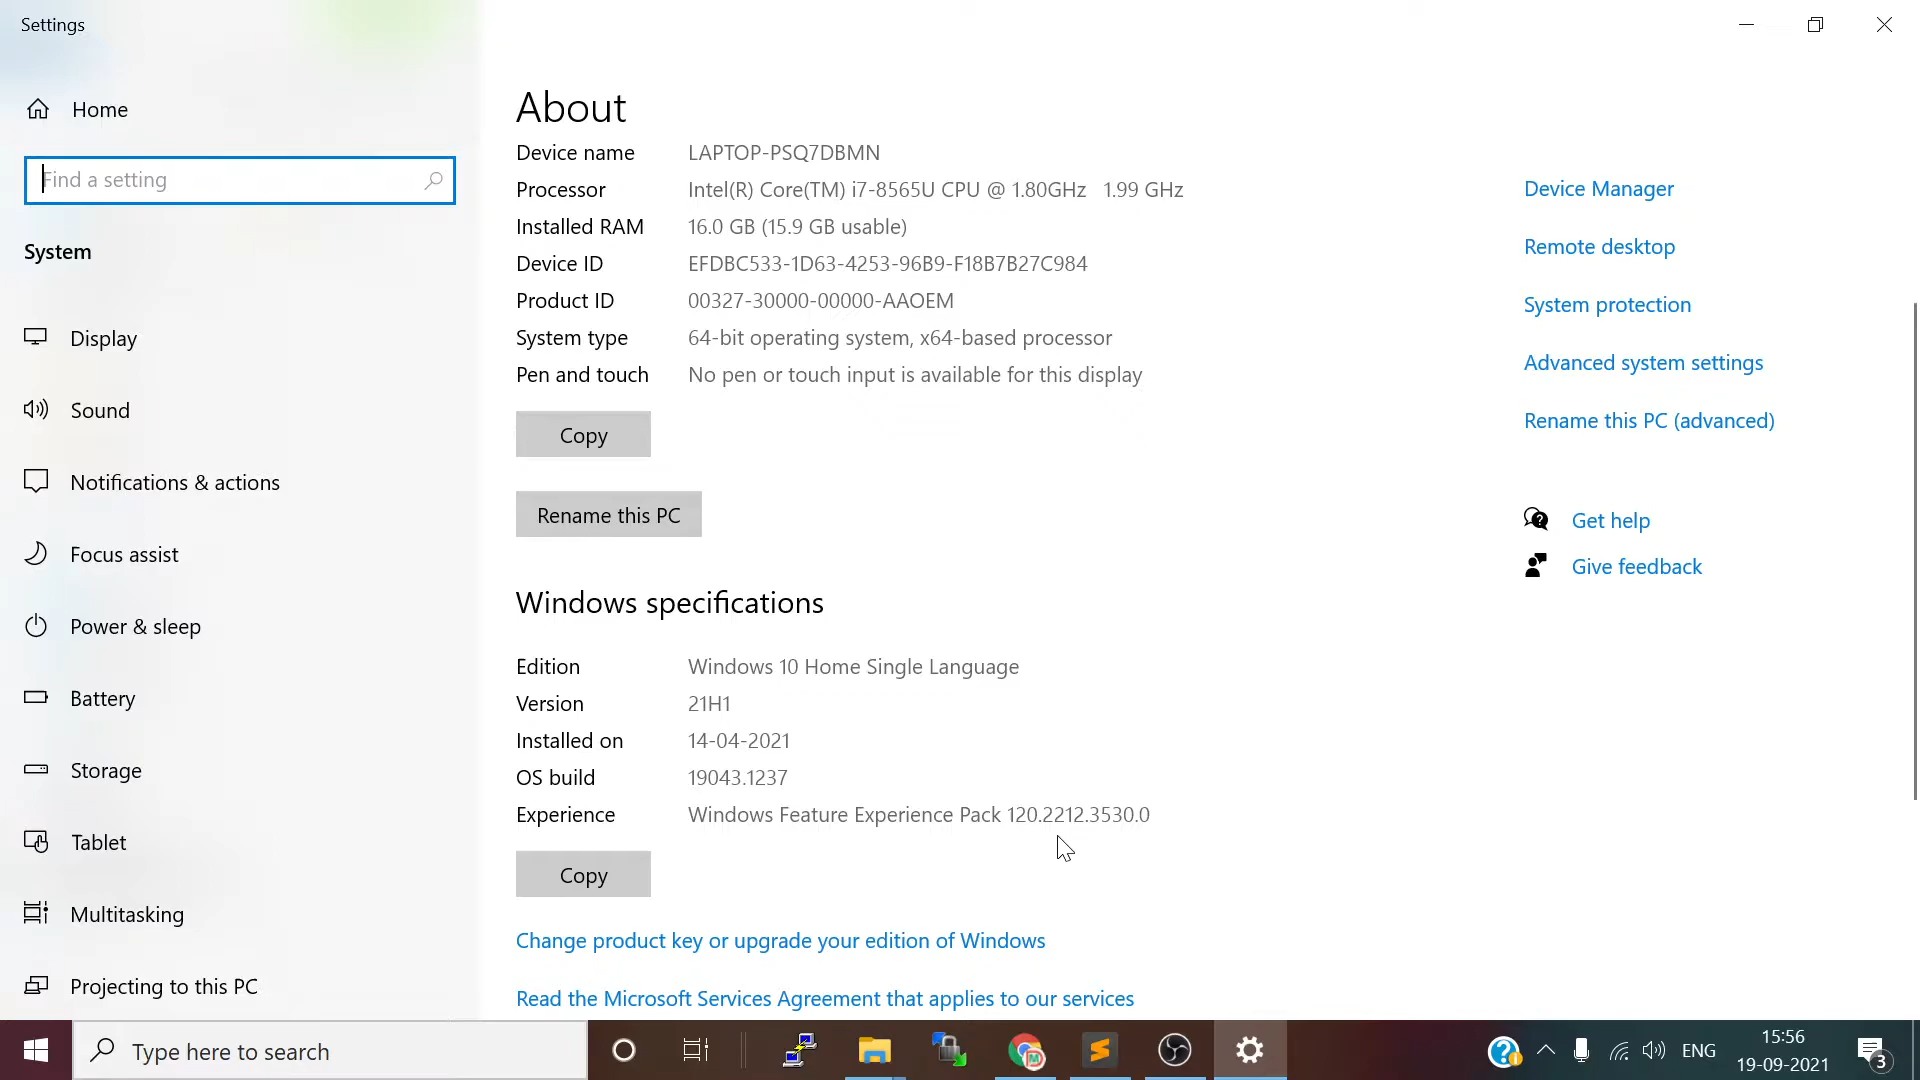 Settings
Home
Find a setting
System
Display
Sound
Notifications & actions
Focus assist
Power & sleep
Battery
Storage
Tablet
Multitasking
Projecting to this PC
About
Device name LAPTOP-PSQ7DBMN
Processor Intel(R) Core(TM) i7-8565U CPU @ 1.80GHz 1.99 GHz
Installed RAM 16.0 GB (15.9 GB usable)
Device ID EFDBC533-1D63-4253-96B9-F18B7B27C984
Product ID 00327-30000-00000-AAOEM
System type 64-bit operating system, x64-based processor
Pen and touch No pen or touch input is available for this display
Copy
Rename this PC
Windows specifications
Edition Windows 10 Home Single Language
Version 21H1
Installed on 14-04-2021
OS build 19043.1237
Experience Windows Feature Experience Pack 120.2212.3530.0
Copy
Change product key or upgrade your edition of Windows
Read the Microsoft Services Agreement that applies to our services
Device Manager
Remote desktop
System protection
Advanced system settings
Rename this PC (advanced)
Get help
Give feedback
Type here to search
ENG
15:56
19-09-2021
3